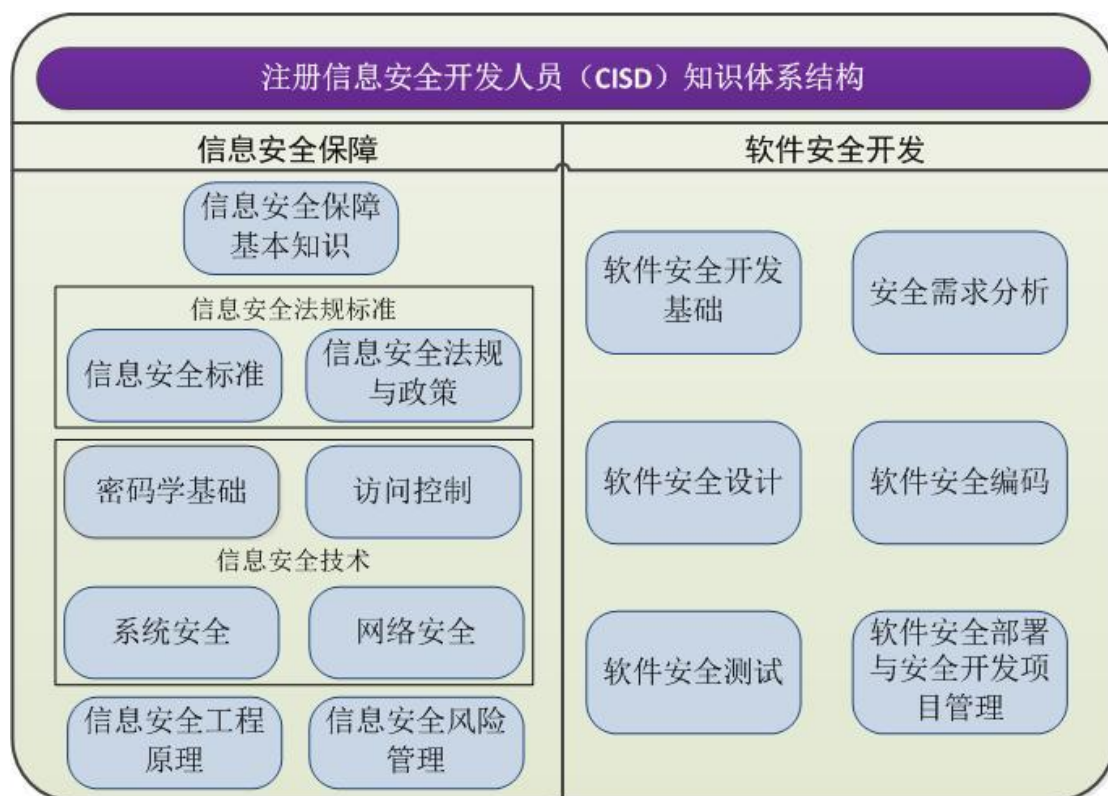 注册信息安全开发人员（CISD）知识体系结构
信息安全保障
信息安全保障
基本知识
信息安全法规标准
信息安全标准
信息安全法规
与政策
密码学基础
访问控制
信息安全技术
系统安全
网络安全
信息安全工程
原理
信息安全风险
管理
软件安全开发
软件安全开发
基础
安全需求分析
软件安全设计
软件安全编码
软件安全测试
软件安全部署
与安全开发项
目管理